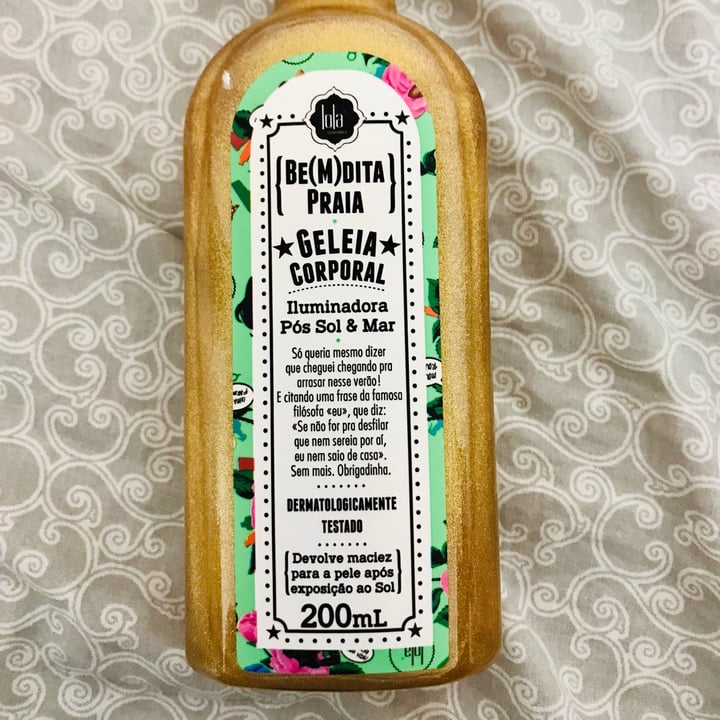 lola
cosmetics
BE(M)DITA
PRAIA
GELEIA
CORPORAL
Iluminadora
Pós Sol & Mar
Só queria mesmo dizer
que cheguei chegando pra
arrasar nesse verão!
E citando uma frase da famosa
filósofa «eu», que diz:
«Se não for pra desfilar
que nem sereia por aí,
eu nem saio de casa».
Sem mais. Obrigadinha.
DERMATOLOGICAMENTE
TESTADO
Devolve maciez
para a pele após
exposição ao Sol
200mL